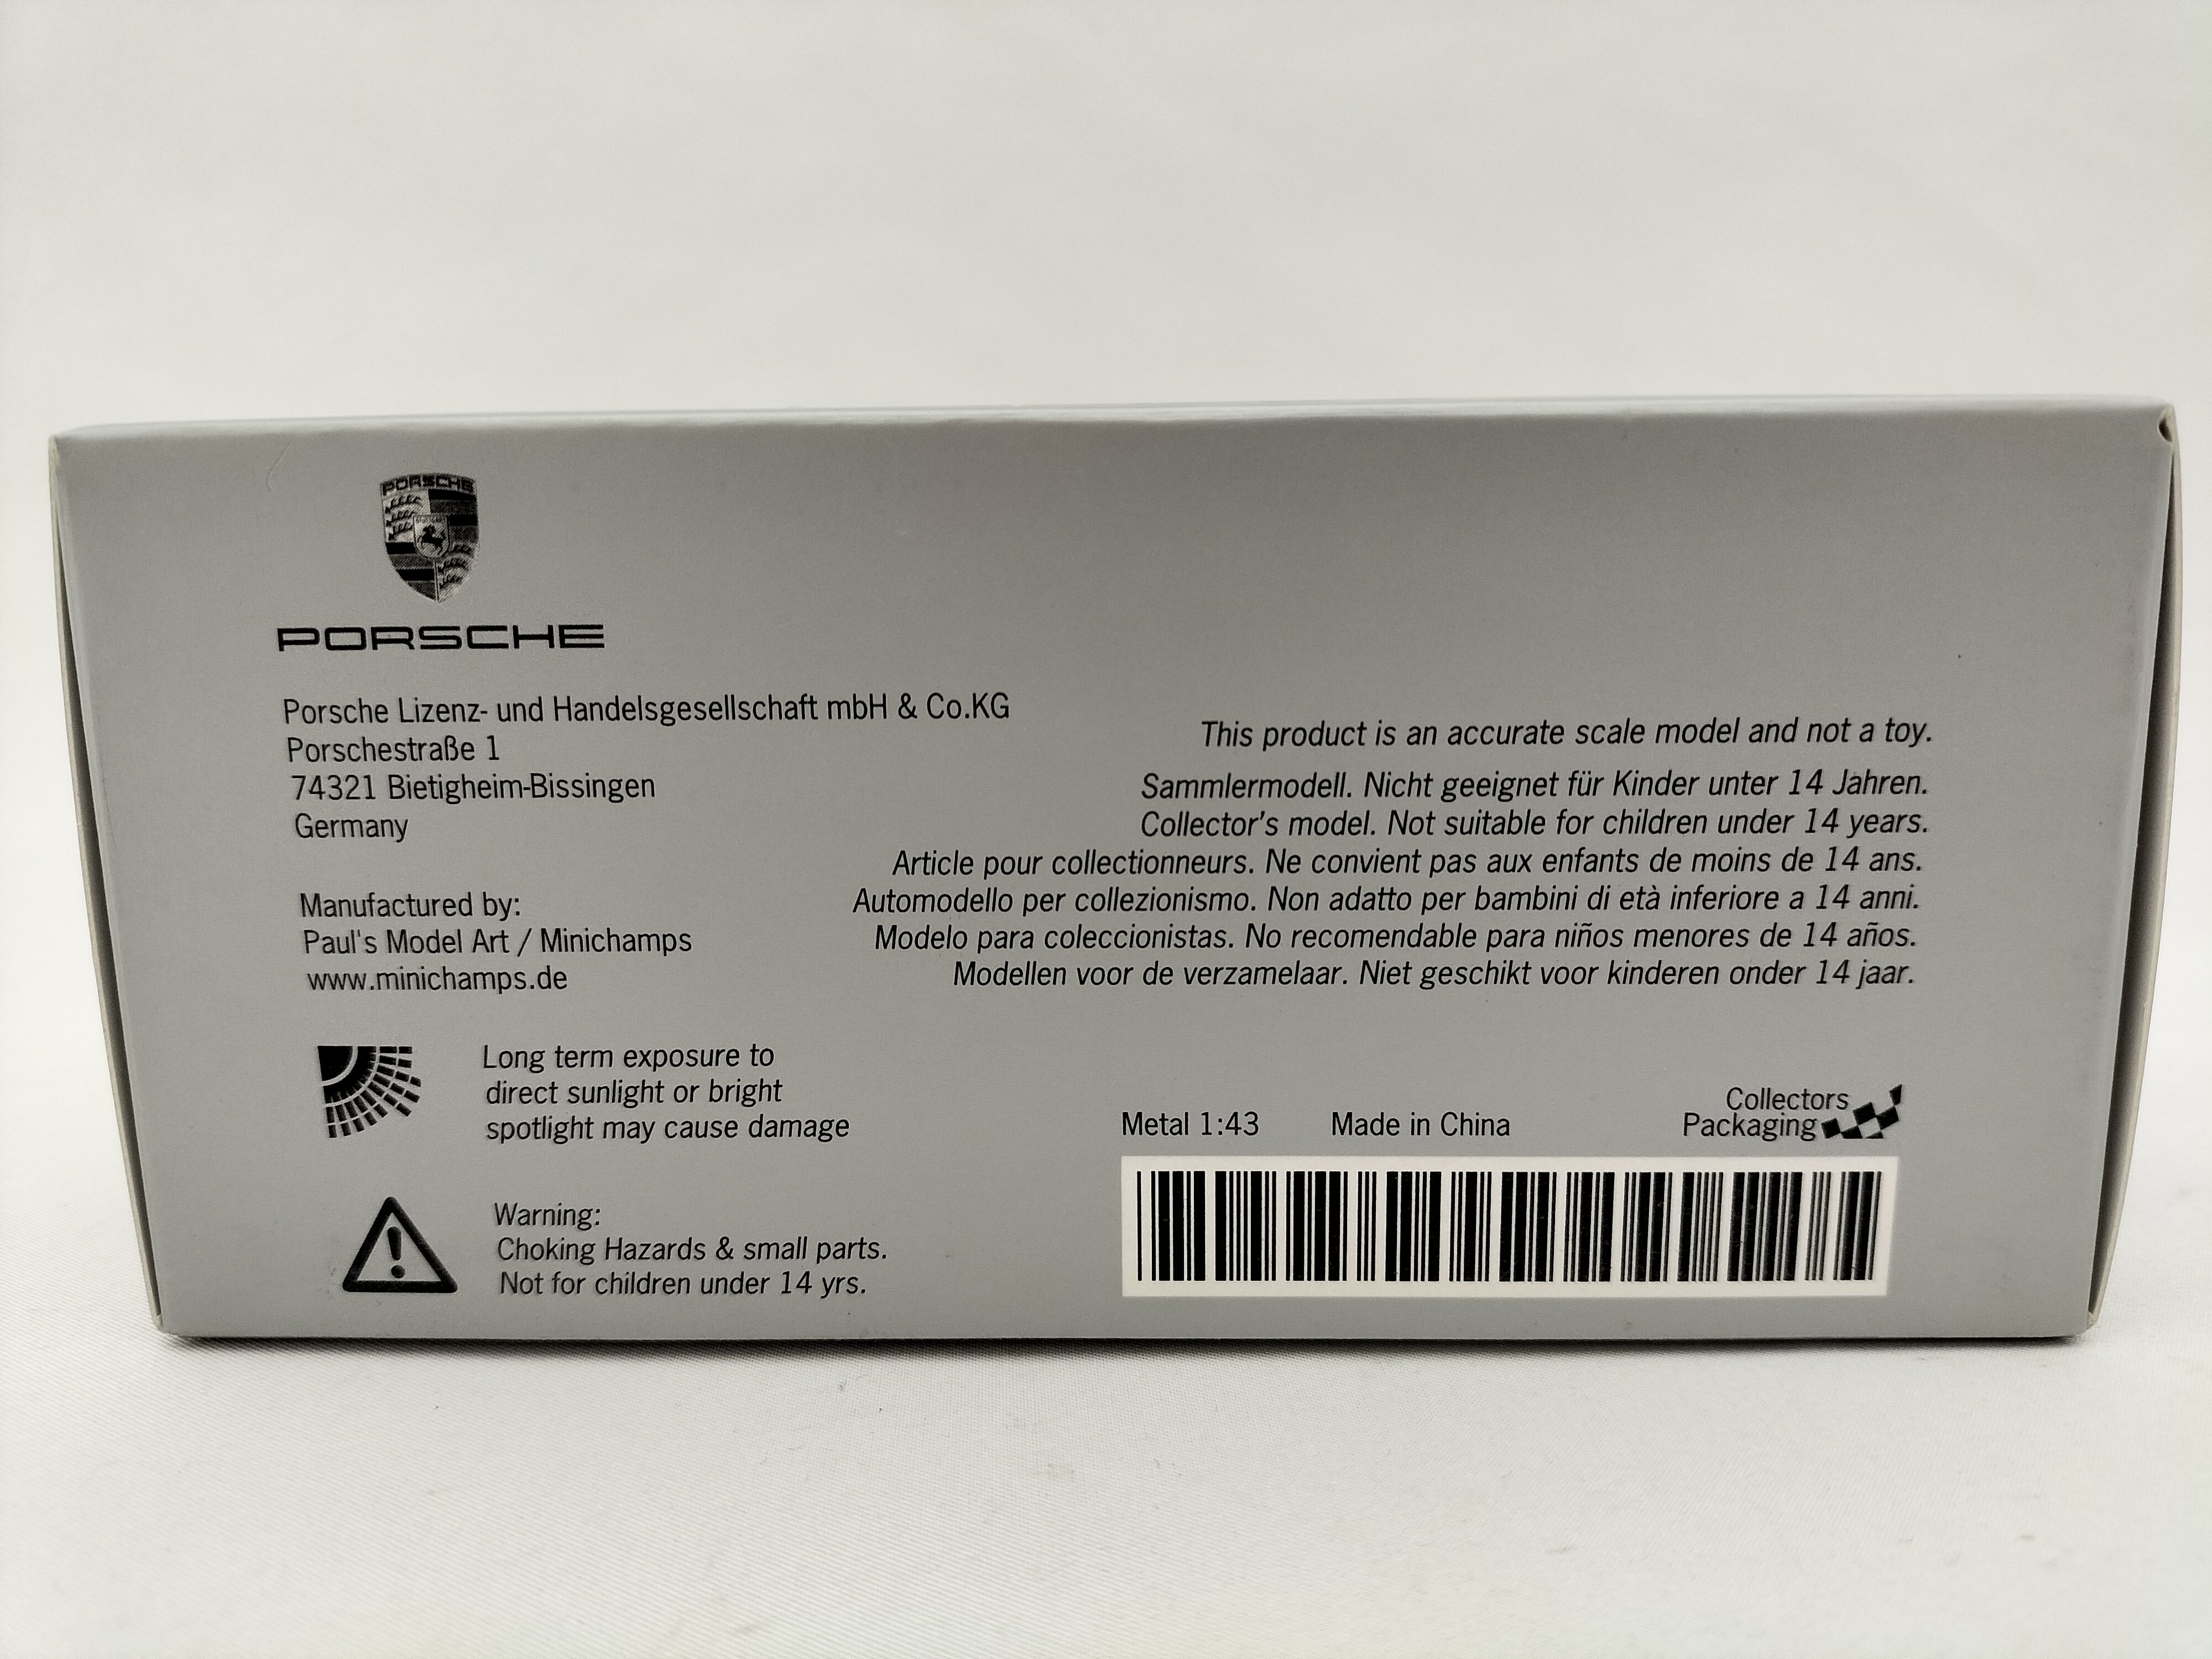 PORSCHE
PORSCHE
Porsche Lizenz- und Handelsgesellschaft mbH & Co.KG
Porschestraße 1
74321 Bietigheim-Bissingen
Germany
Manufactured by:
Paul's Model Art / Minichamps
www.minichamps.de
Long term exposure to
direct sunlight or bright
spotlight may cause damage
Warning:
Choking Hazards & small parts.
Not for children under 14 yrs.
This product is an accurate scale model and not a toy.
Sammlermodell. Nicht geeignet für Kinder unter 14 Jahren.
Collector's model. Not suitable for children under 14 years.
Article pour collectionneurs. Ne convient pas aux enfants de moins de 14 ans.
Automodello per collezionismo. Non adatto per bambini di età inferiore a 14 anni.
Modelo para coleccionistas. No recomendable para niños menores de 14 años.
Modellen voor de verzamelaar. Niet geschikt voor kinderen onder 14 jaar.
Metal 1:43 Made in China
Collectors
Packaging